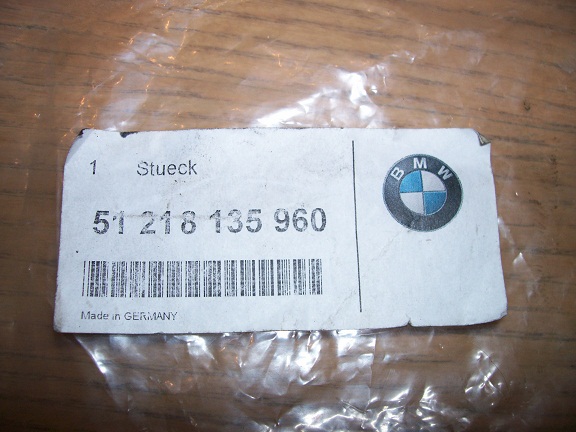 1 Stueck
51 218 135 960
Made in GERMANY
BMW